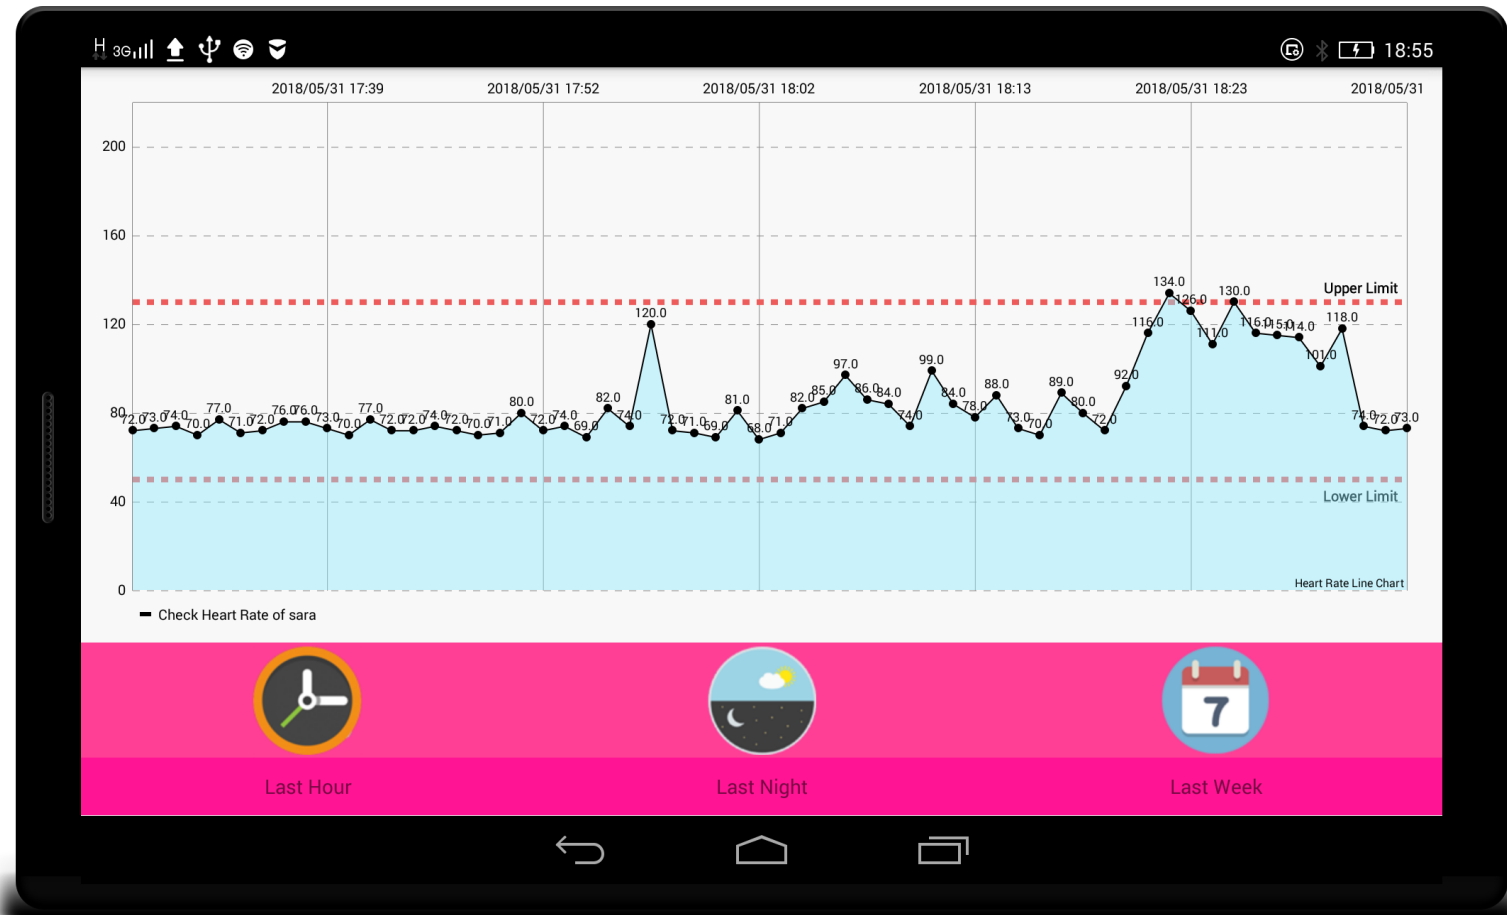 H 3G 18:55
2018/05/31 17:39 2018/05/31 17:52 2018/05/31 18:02 2018/05/31 18:13 2018/05/31 18:23 2018/05/31
200
160
134.0
126.0 130.0 Upper Limit
120 120.0 116.0 111.0 116.0 115.0 114.0 118.0
101.0
97.0 99.0
80 72.0 73.0 74.0 70.0 77.0 71.0 72.0 76.0 76.0 73.0 70.0 77.0 72.0 72.0 74.0 72.0 70.0 71.0 80.0 72.0 74.0 69.0 82.0 74.0 72.0 71.0 69.0 81.0 68.0 71.0 82.0 85.0 86.0 84.0 74.0 84.0 78.0 88.0 73.0 70.0 89.0 80.0 72.0 92.0 74.0 72.0 73.0
40 Lower Limit
0 Heart Rate Line Chart
Check Heart Rate of sara
7
Last Hour Last Night Last Week